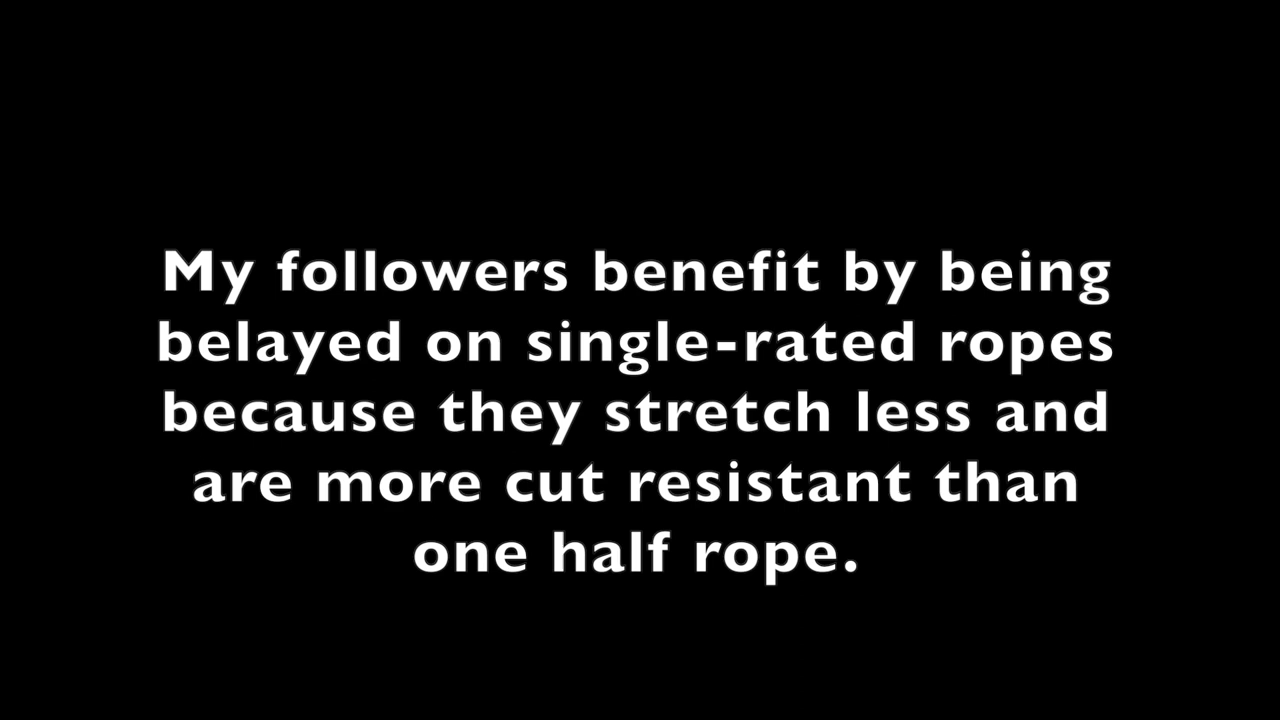 My followers benefit by being
belayed on single-rated ropes
because they stretch less and
are more cut resistant than
one half rope.